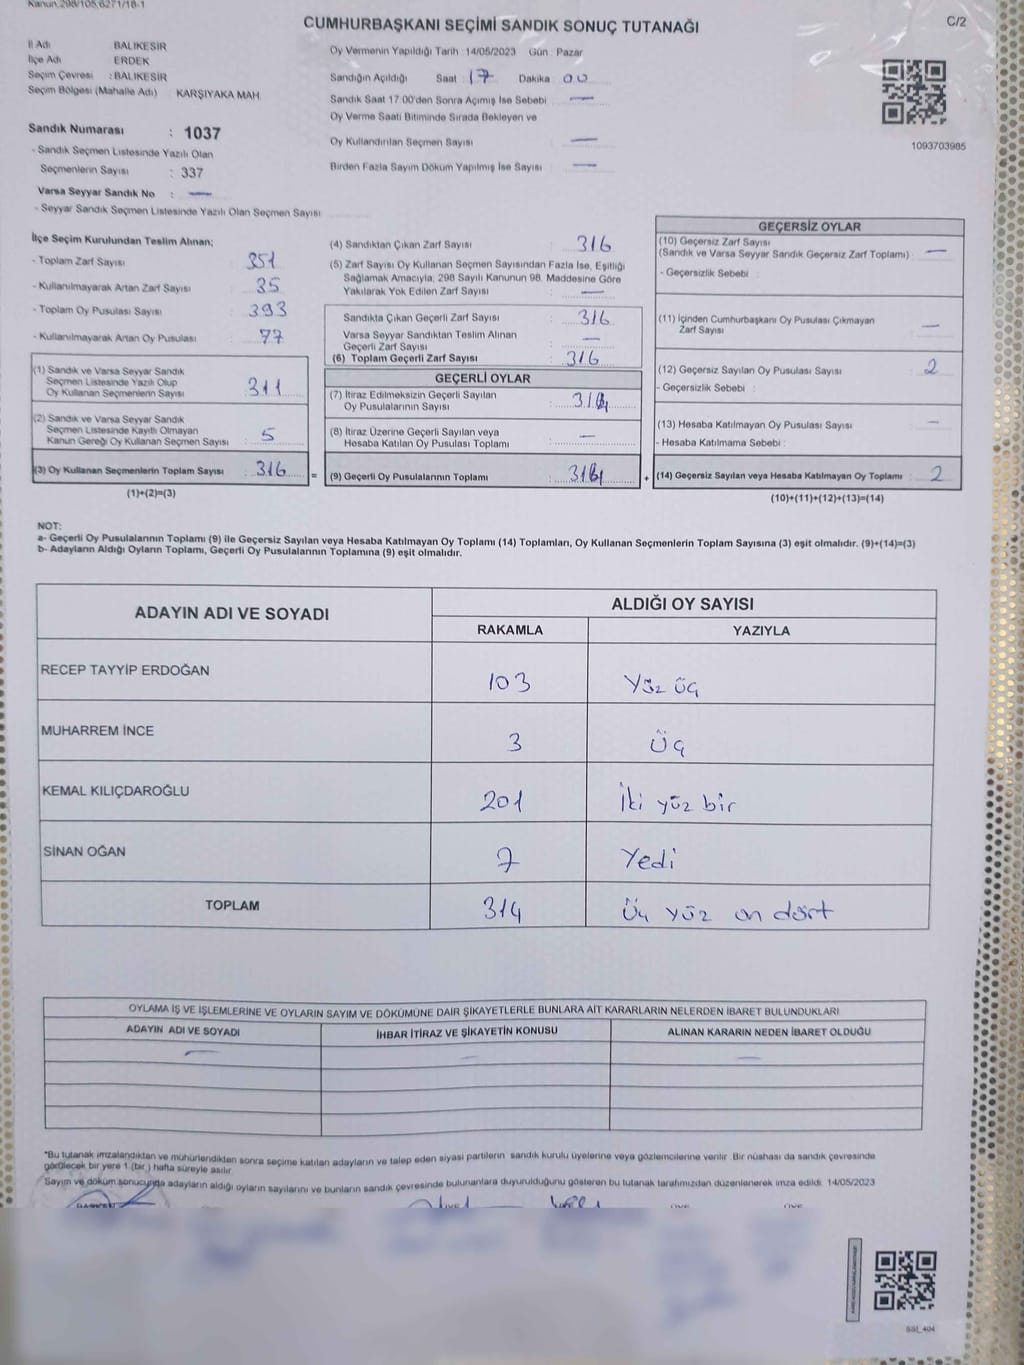 Kanun:298/105,6271/18-1
CUMHURBAŞKANI SEÇİMİ SANDIK SONUÇ TUTANAĞI
C/2
İl Adı BALIKESİR
İlçe Adı ERDEK
Seçim Çevresi : BALIKESİR
Seçim Bölgesi (Mahalle Adı) KARŞIYAKA MAH.
Sandık Numarası : 1037
- Sandık Seçmen Listesinde Yazılı Olan
Seçmenlerin Sayısı : 337
Varsa Seyyar Sandık No : —
- Seyyar Sandık Seçmen Listesinde Yazılı Olan Seçmen Sayısı
Oy Vermenin Yapıldığı Tarih :14/05/2023 Gün : Pazar
Sandığın Açıldığı Saat : 17 Dakika : 00
Sandık Saat 17:00'den Sonra Açımış İse Sebebi : —
Oy Verme Saati Bitiminde Sırada Bekleyen ve
Oy Kullandırılan Seçmen Sayısı : —
Birden Fazla Sayım Döküm Yapılmış İse Sayısı : —
1093703985
İlçe Seçim Kurulundan Teslim Alınan;
- Toplam Zarf Sayısı : 351
- Kullanılmayarak Artan Zarf Sayısı : 35
- Toplam Oy Pusulası Sayısı : 393
- Kullanılmayarak Artan Oy Pusulası : 77
(1) Sandık ve Varsa Seyyar Sandık
Seçmen Listesinde Yazılı Olup
Oy Kullanan Seçmenlerin Sayısı : 311
(2) Sandık ve Varsa Seyyar Sandık
Seçmen Listesinde Kayıtlı Olmayan
Kanun Gereği Oy Kullanan Seçmen Sayısı : 5
(3) Oy Kullanan Seçmenlerin Toplam Sayısı : 316
(1)+(2)=(3)
(4) Sandıktan Çıkan Zarf Sayısı : 316
(5) Zarf Sayısı Oy Kullanan Seçmen Sayısından Fazla İse, Eşitliği
Sağlamak Amacıyla; 298 Sayılı Kanunun 98. Maddesine Göre
Yakılarak Yok Edilen Zarf Sayısı : —
Sandıkta Çıkan Geçerli Zarf Sayısı : 316
Varsa Seyyar Sandıktan Teslim Alınan
Geçerli Zarf Sayısı : —
(6) Toplam Geçerli Zarf Sayısı : 316
GEÇERLİ OYLAR
(7) İtiraz Edilmeksizin Geçerli Sayılan
Oy Pusulalarının Sayısı : 314
(8) İtiraz Üzerine Geçerli Sayılan veya
Hesaba Katılan Oy Pusulası Toplamı : —
= (9) Geçerli Oy Pusulalarının Toplamı : 314
GEÇERSİZ OYLAR
(10) Geçersiz Zarf Sayısı
(Sandık ve Varsa Seyyar Sandık Geçersiz Zarf Toplamı) : —
- Geçersizlik Sebebi :
(11) İçinden Cumhurbaşkanı Oy Pusulası Çıkmayan
Zarf Sayısı : —
(12) Geçersiz Sayılan Oy Pusulası Sayısı : 2
- Geçersizlik Sebebi :
(13) Hesaba Katılmayan Oy Pusulası Sayısı : —
- Hesaba Katılmama Sebebi :
+ (14) Geçersiz Sayılan veya Hesaba Katılmayan Oy Toplamı : 2
(10)+(11)+(12)+(13)=(14)
NOT:
a- Geçerli Oy Pusulalarının Toplamı (9) ile Geçersiz Sayılan veya Hesaba Katılmayan Oy Toplamı (14) Toplamları, Oy Kullanan Seçmenlerin Toplam Sayısına (3) eşit olmalıdır. (9)+(14)=(3)
b- Adayların Aldığı Oyların Toplamı, Geçerli Oy Pusulalarının Toplamına (9) eşit olmalıdır.
ADAYIN ADI VE SOYADI
ALDIĞI OY SAYISI
RAKAMLA YAZIYLA
RECEP TAYYİP ERDOĞAN 103 Yüz üç
MUHARREM İNCE 3 Üç
KEMAL KILIÇDAROĞLU 201 İki yüz bir
SİNAN OĞAN 7 Yedi
TOPLAM 314 Üç yüz on dört
OYLAMA İŞ VE İŞLEMLERİNE VE OYLARIN SAYIM VE DÖKÜMÜNE DAİR ŞİKAYETLERLE BUNLARA AİT KARARLARIN NELERDEN İBARET BULUNDUKLARI
ADAYIN ADI VE SOYADI İHBAR İTİRAZ VE ŞİKAYETİN KONUSU ALINAN KARARIN NEDEN İBARET OLDUĞU
— — —
*Bu tutanak imzalandıktan ve mühürlendikten sonra seçime katılan adayların ve talep eden siyasi partilerin sandık kurulu üyelerine veya gözlemcilerine verilir .Bir nüshası da sandık çevresinde
görülecek bir yere 1 (bir ) hafta süreyle asılır.
Sayım ve döküm sonucunda adayların aldığı oyların sayılarını ve bunların sandık çevresinde bulunanlara duyurulduğunu gösteren bu tutanak tarafımızdan düzenlenerek imza edildi. 14/05/2023
SSI_404